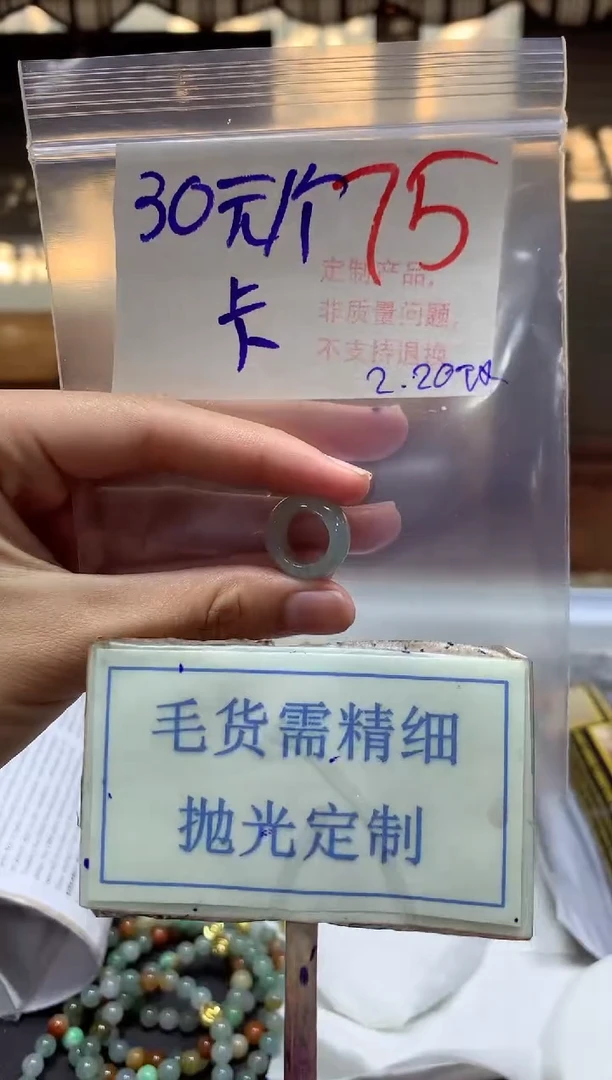 30元/个 75
定制产品,
非质量问题,
不支持退换
卡
2.20
毛货需精细
抛光定制